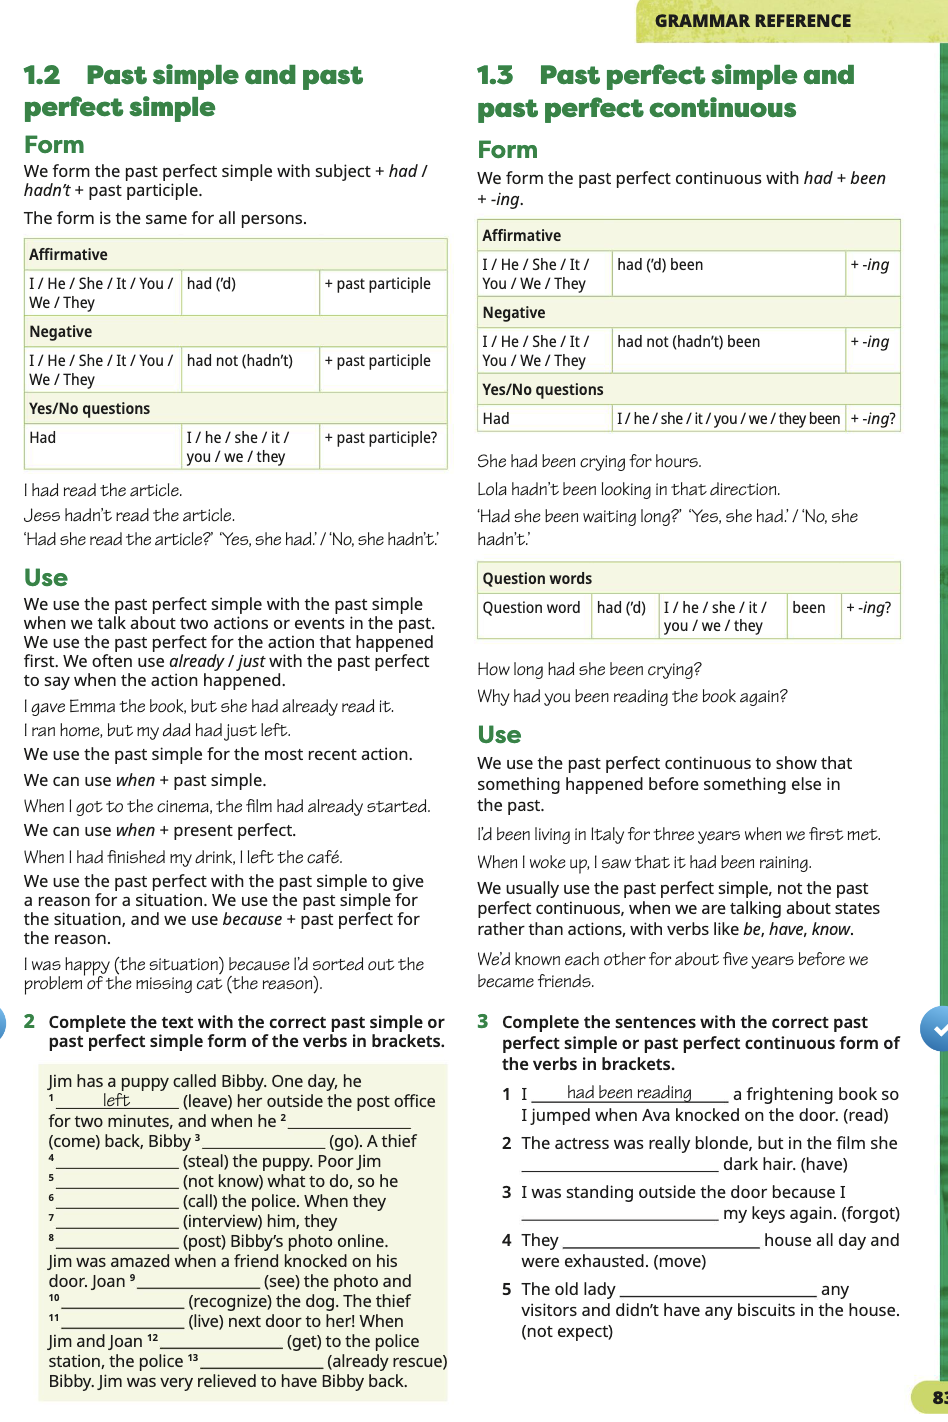 GRAMMAR REFERENCE
1.2 Past simple and past
perfect simple
Form
We form the past perfect simple with subject + had /
hadn't + past participle.
The form is the same for all persons.
Affirmative
I / He / She / It / You /
We / They
had ('d)
+ past participle
Negative
I / He / She / It / You /
We / They
had not (hadn't)
+ past participle
Yes/No questions
Had
I / he / she / it /
you / we / they
+ past participle?
I had read the article.
Jess hadn't read the article.
'Had she read the article?' 'Yes, she had.' / 'No, she hadn't.'
Use
We use the past perfect simple with the past simple
when we talk about two actions or events in the past.
We use the past perfect for the action that happened
first. We often use already / just with the past perfect
to say when the action happened.
I gave Emma the book, but she had already read it.
I ran home, but my dad had just left.
We use the past simple for the most recent action.
We can use when + past simple.
When I got to the cinema, the film had already started.
We can use when + present perfect.
When I had finished my drink, I left the café.
We use the past perfect with the past simple to give
a reason for a situation. We use the past simple for
the situation, and we use because + past perfect for
the reason.
I was happy (the situation) because I'd sorted out the
problem of the missing cat (the reason).
2 Complete the text with the correct past simple or
past perfect simple form of the verbs in brackets.
Jim has a puppy called Bibby. One day, he
1 left (leave) her outside the post office
for two minutes, and when he 2 ____________
(come) back, Bibby 3 ____________ (go). A thief
4 ____________ (steal) the puppy. Poor Jim
5 ____________ (not know) what to do, so he
6 ____________ (call) the police. When they
7 ____________ (interview) him, they
8 ____________ (post) Bibby's photo online.
Jim was amazed when a friend knocked on his
door. Joan 9 ____________ (see) the photo and
10 ____________ (recognize) the dog. The thief
11 ____________ (live) next door to her! When
Jim and Joan 12 ____________ (get) to the police
station, the police 13 ____________ (already rescue)
Bibby. Jim was very relieved to have Bibby back.
1.3 Past perfect simple and
past perfect continuous
Form
We form the past perfect continuous with had + been
+ -ing.
Affirmative
I / He / She / It /
You / We / They
had ('d) been
+ -ing
Negative
I / He / She / It /
You / We / They
had not (hadn't) been
+ -ing
Yes/No questions
Had
I / he / she / it / you / we / they been
+ -ing?
She had been crying for hours.
Lola hadn't been looking in that direction.
'Had she been waiting long?' 'Yes, she had.' / 'No, she
hadn't.'
Question words
Question word
had ('d)
I / he / she / it /
you / we / they
been
+ -ing?
How long had she been crying?
Why had you been reading the book again?
Use
We use the past perfect continuous to show that
something happened before something else in
the past.
I'd been living in Italy for three years when we first met.
When I woke up, I saw that it had been raining.
We usually use the past perfect simple, not the past
perfect continuous, when we are talking about states
rather than actions, with verbs like be, have, know.
We'd known each other for about five years before we
became friends.
3 Complete the sentences with the correct past
perfect simple or past perfect continuous form of
the verbs in brackets.
1 I had been reading a frightening book so
I jumped when Ava knocked on the door. (read)
2 The actress was really blonde, but in the film she
____________ dark hair. (have)
3 I was standing outside the door because I
____________ my keys again. (forgot)
4 They ____________ house all day and
were exhausted. (move)
5 The old lady ____________ any
visitors and didn't have any biscuits in the house.
(not expect)